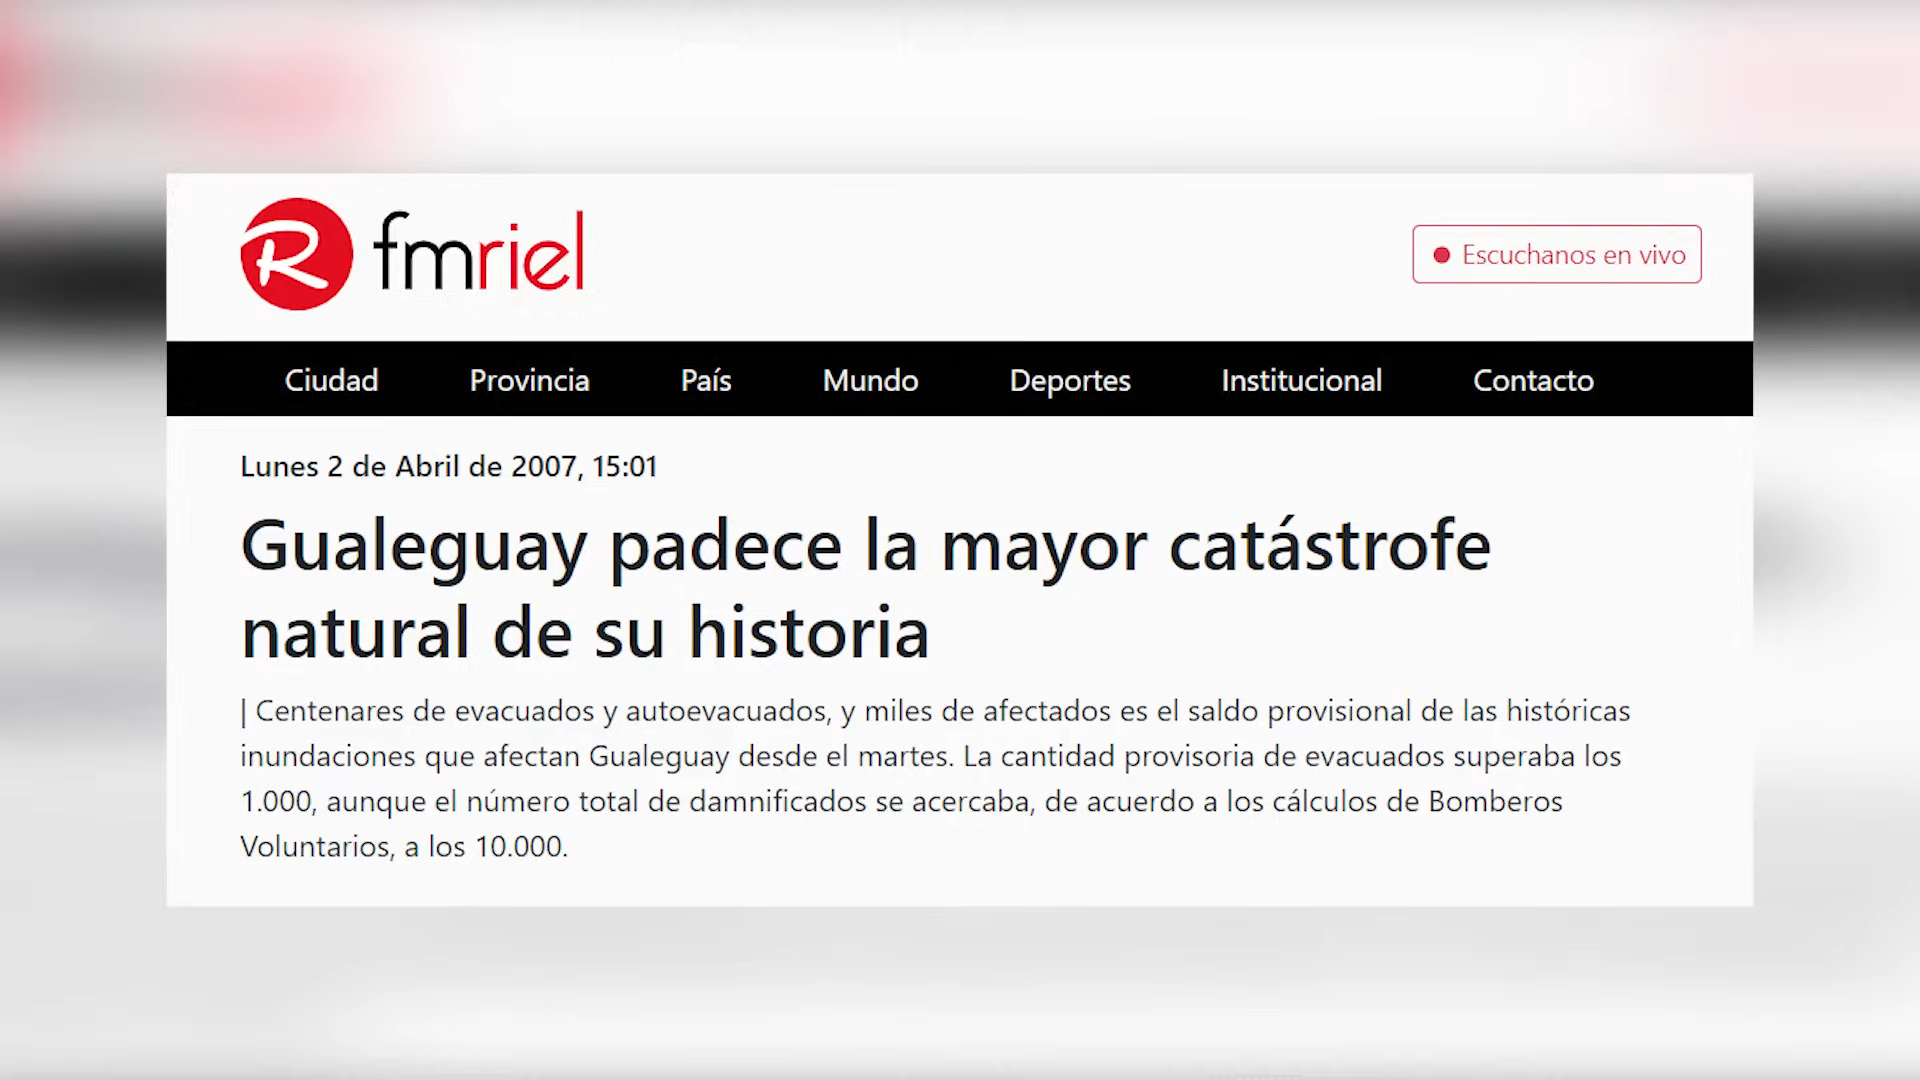 R fmriel
Escuchanos en vivo
Ciudad Provincia País Mundo Deportes Institucional Contacto
Lunes 2 de Abril de 2007, 15:01
Gualeguay padece la mayor catástrofe
natural de su historia
| Centenares de evacuados y autoevacuados, y miles de afectados es el saldo provisional de las históricas
inundaciones que afectan Gualeguay desde el martes. La cantidad provisoria de evacuados superaba los
1.000, aunque el número total de damnificados se acercaba, de acuerdo a los cálculos de Bomberos
Voluntarios, a los 10.000.